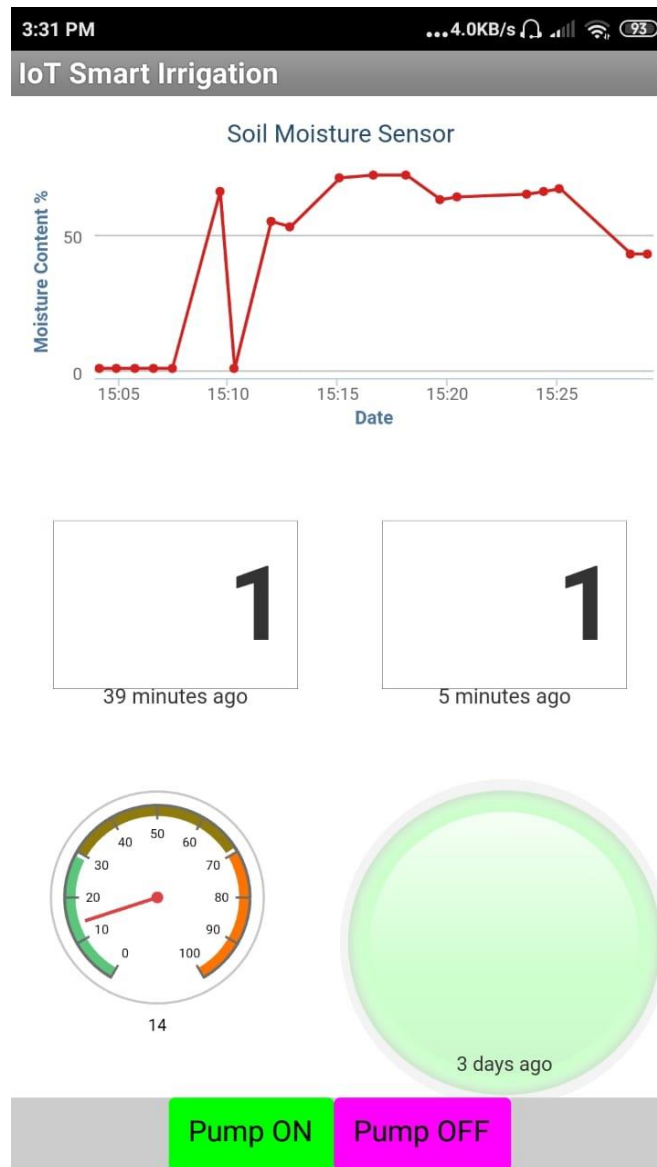 3:31 PM
...4.0KB/s 93
IoT Smart Irrigation
Soil Moisture Sensor
Moisture Content %
50
0
15:05 15:10 15:15 15:20 15:25
Date
1 1
39 minutes ago 5 minutes ago
0 10 20 30 40 50 60 70 80 90 100
14
3 days ago
Pump ON Pump OFF